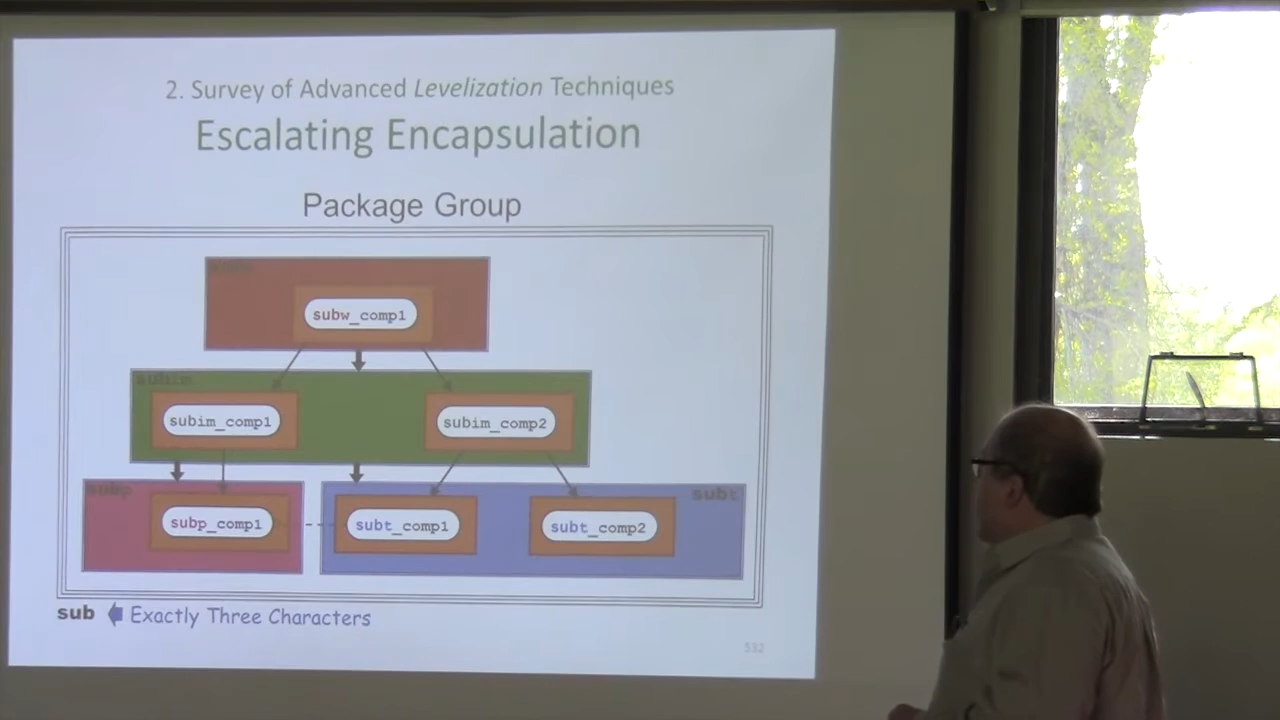 2. Survey of Advanced Levelization Techniques
Escalating Encapsulation
Package Group
subw_comp1
subim
subim_comp1
subim_comp2
subp
subt
subp_comp1
subt_comp1
subt_comp2
sub Exactly Three Characters
532